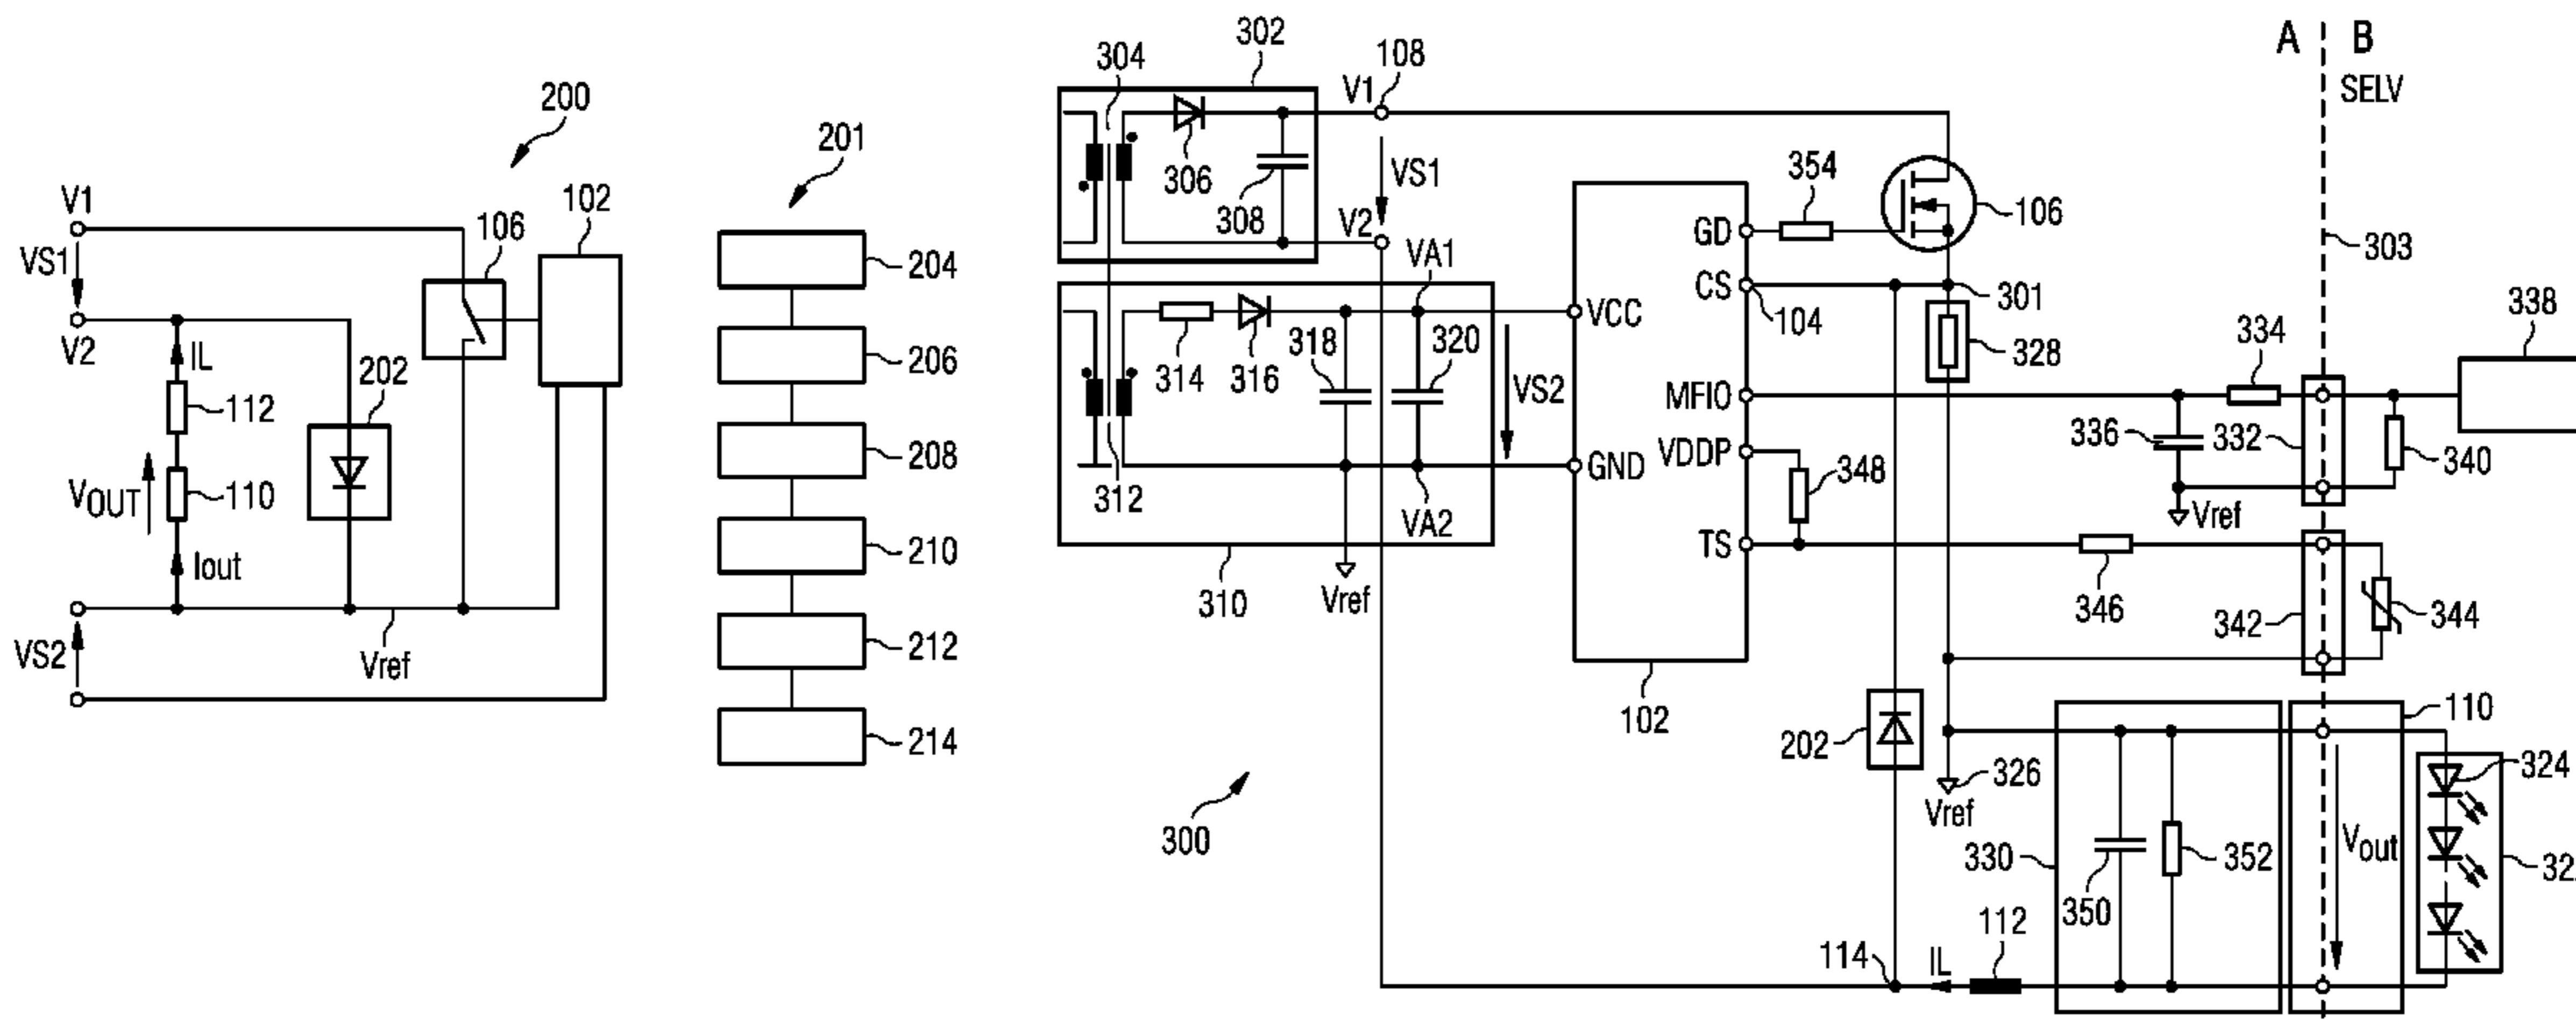 200
V1
VS1
V2
106
102
IL
112
202
VOUT
110
Iout
VS2
Vref
201
204
206
208
210
212
214
302
304
306
308
V1
108
VS1
V2
VA1
314
316
318
320
VS2
312
VA2
310
Vref
300
VCC
GND
GD
CS
MFIO
VDDP
TS
102
354
106
104
301
328
348
A
B
SELV
303
338
334
336
332
340
Vref
346
342
344
202
326
Vref
110
324
330
350
352
Vout
114
IL
112